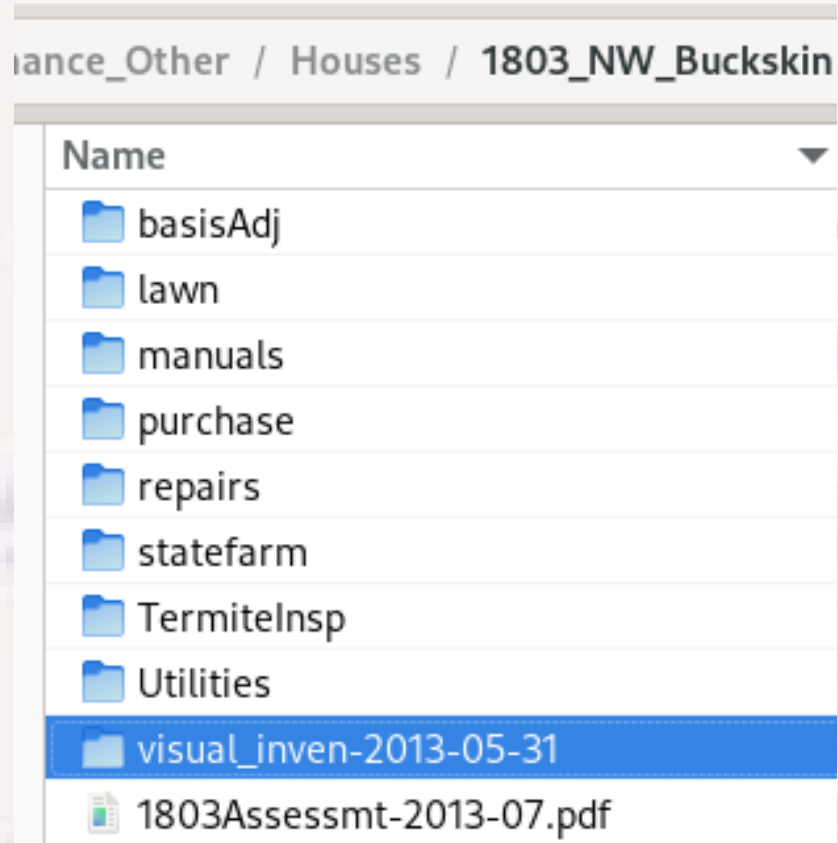 ance_Other / Houses / 1803_NW_Buckskin
Name
basisAdj
lawn
manuals
purchase
repairs
statefarm
TermiteInsp
Utilities
visual_inven-2013-05-31
1803Assessmt-2013-07.pdf